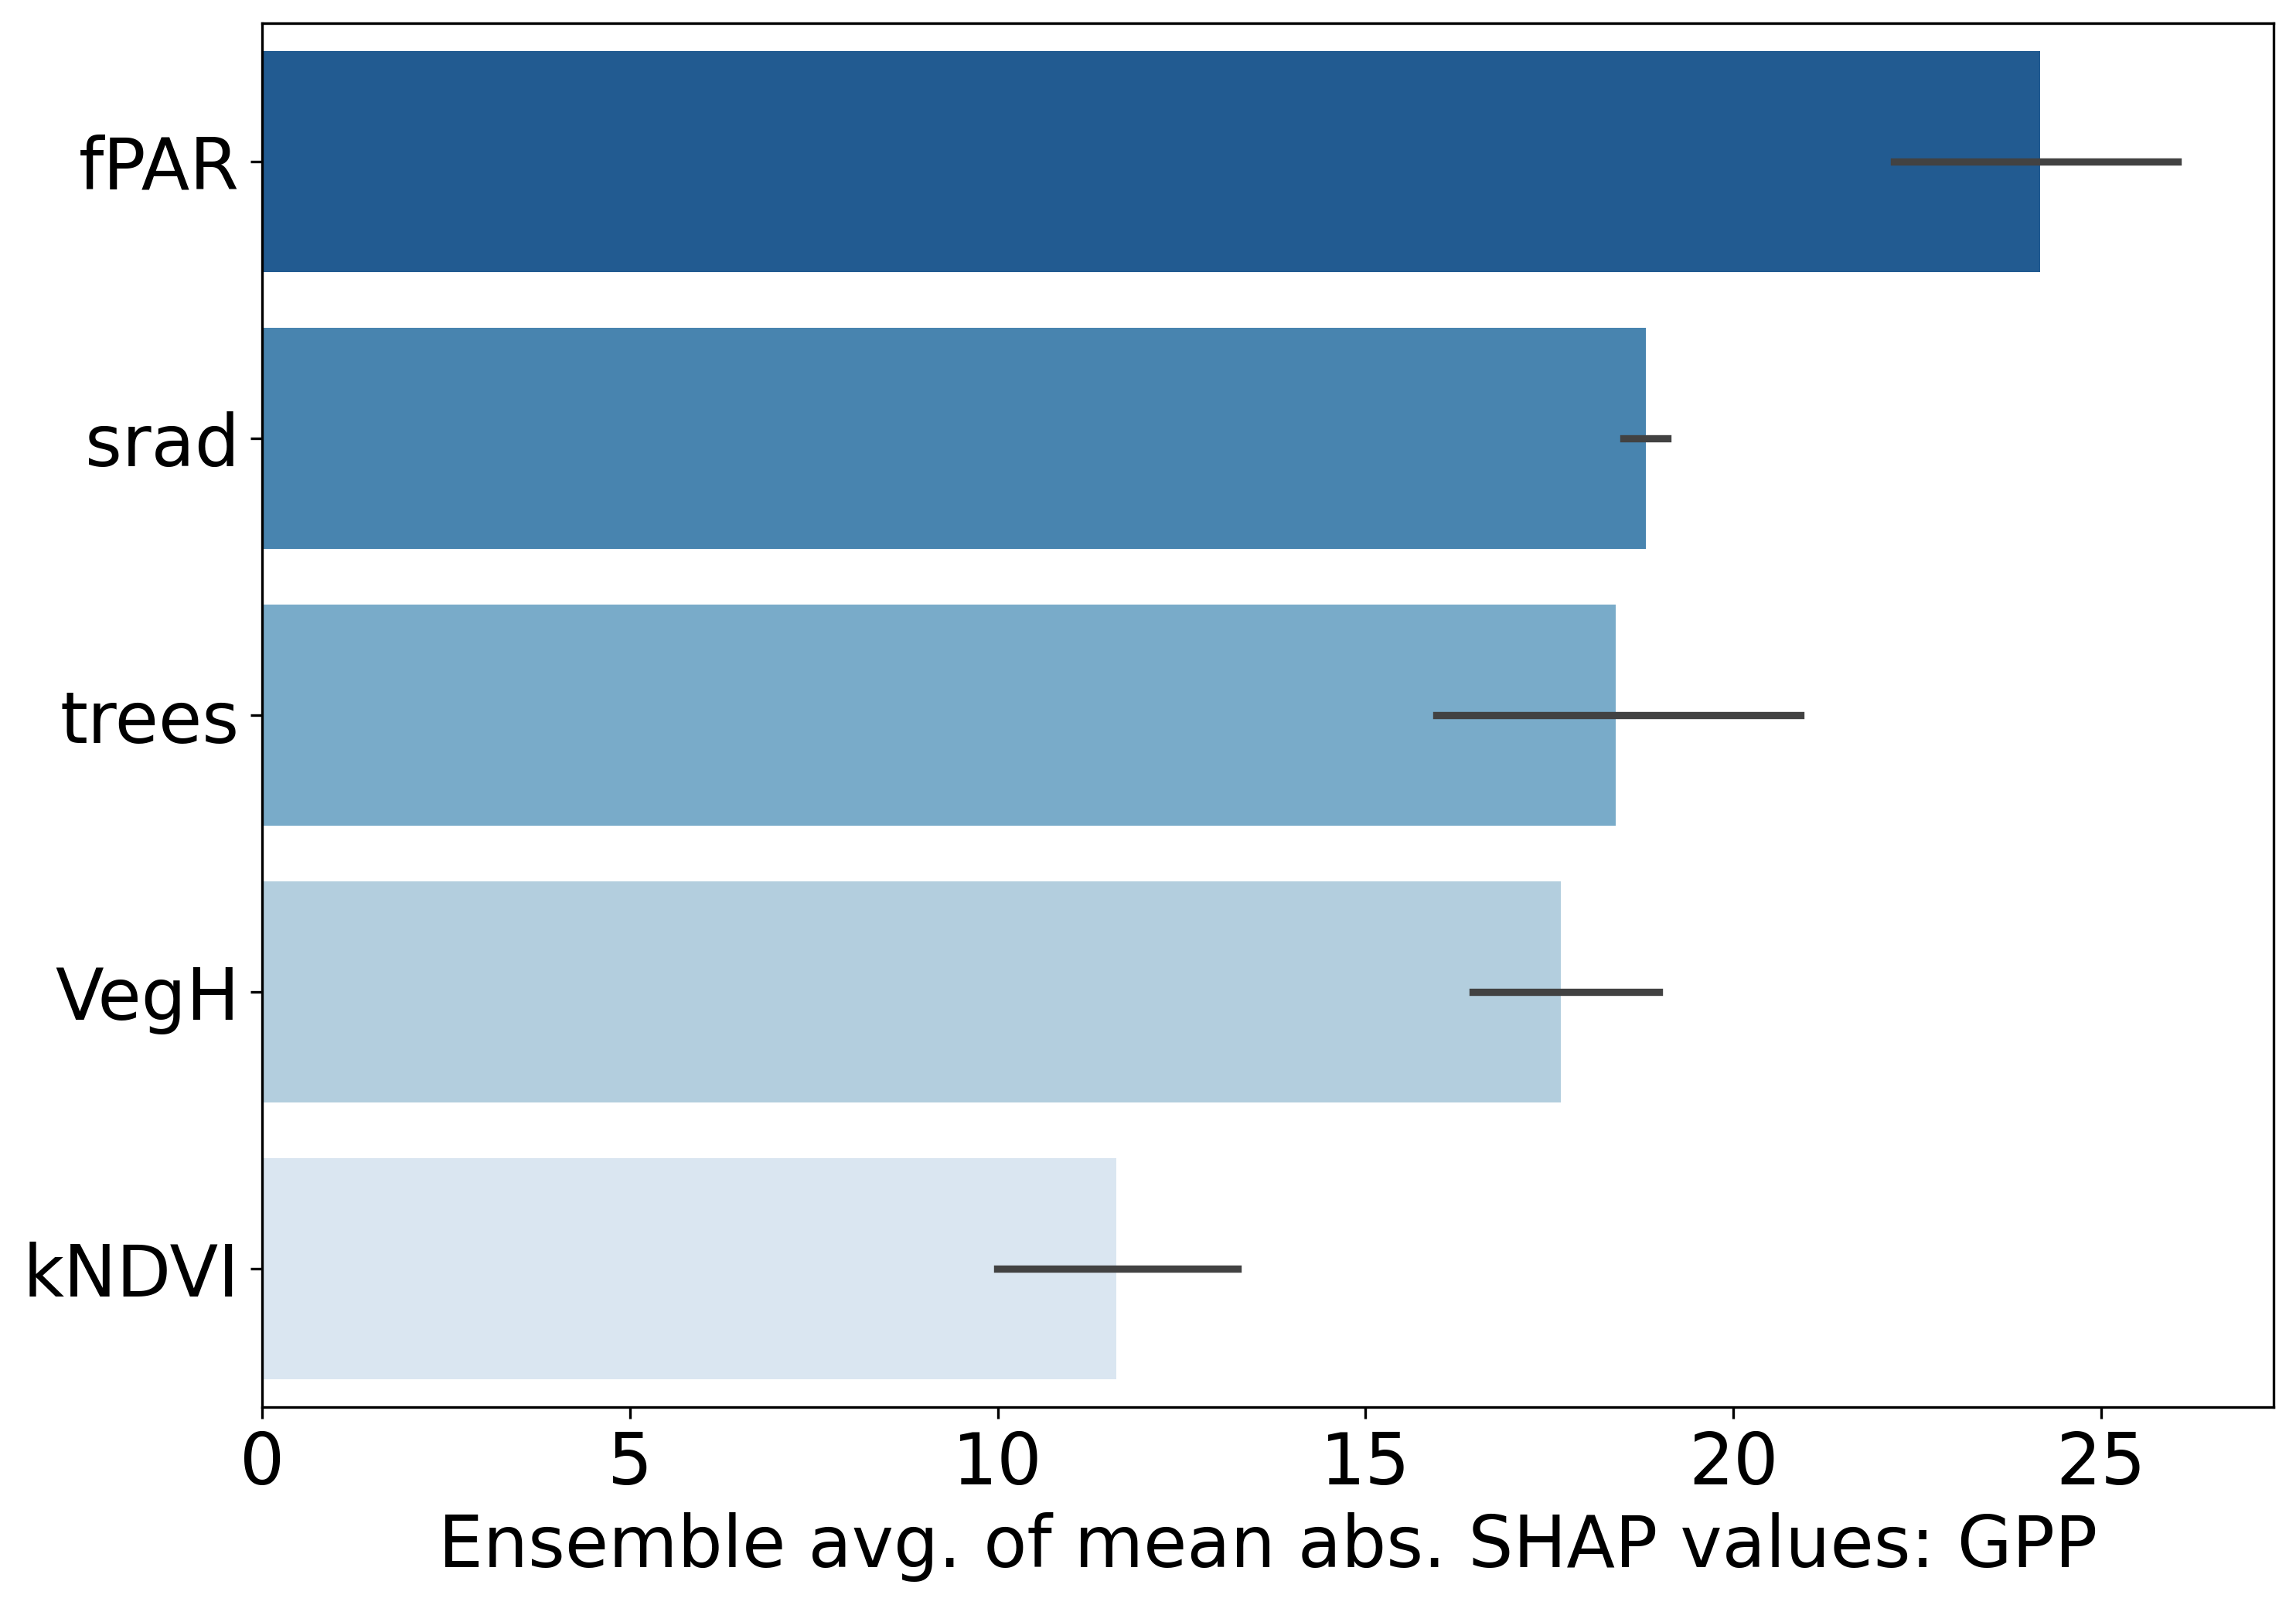 fPAR
srad
trees
VegH
kNDVI
0 5 10 15 20 25
Ensemble avg. of mean abs. SHAP values: GPP